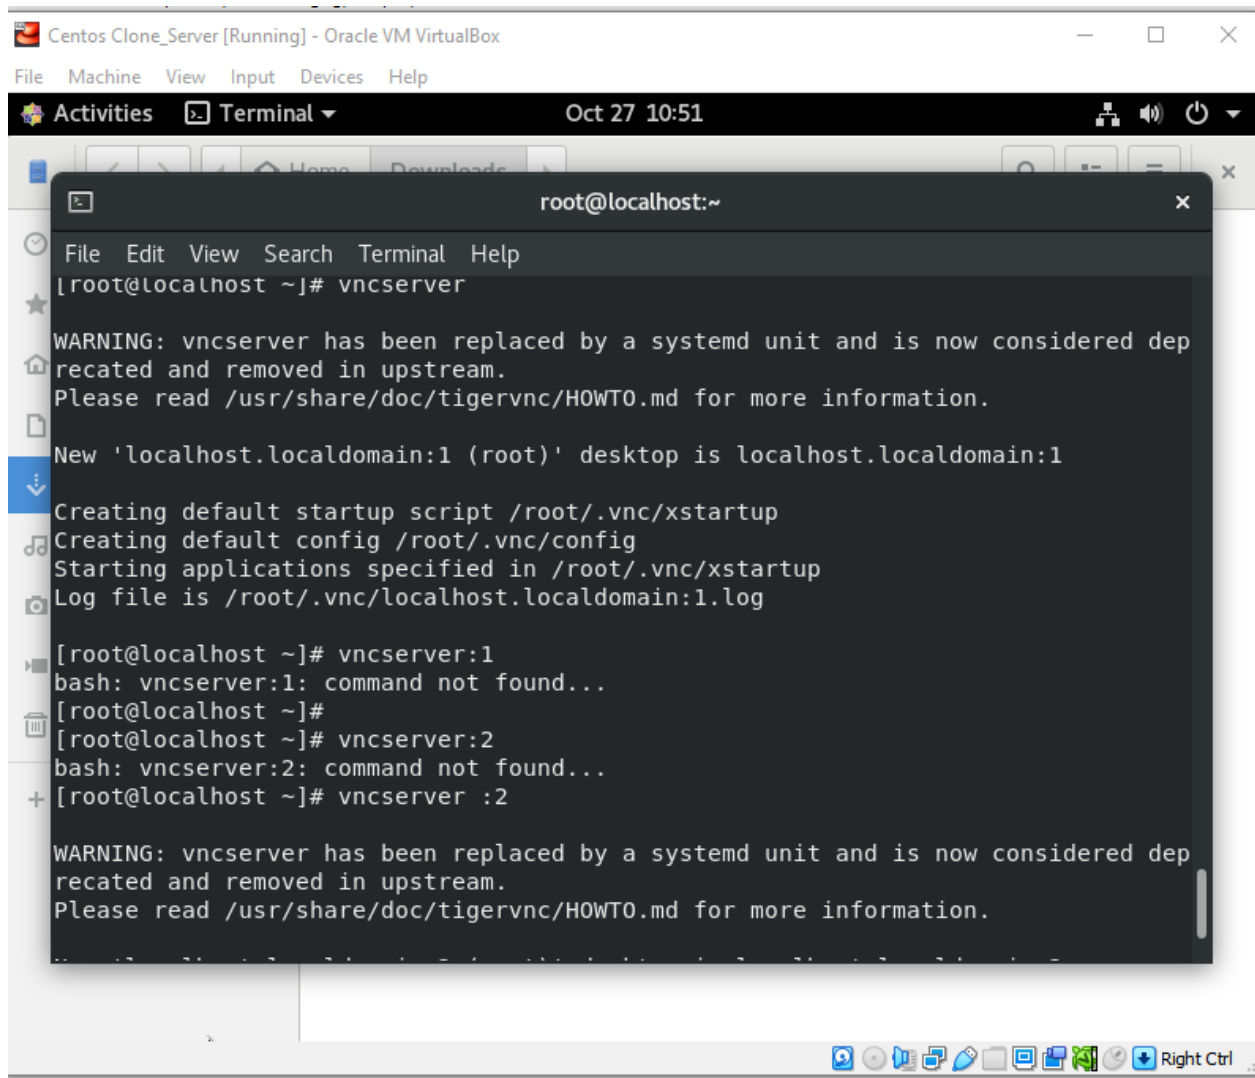 Centos Clone_Server [Running] - Oracle VM VirtualBox
File Machine View Input Devices Help
Activities Terminal Oct 27 10:51
Home Downloads
root@localhost:~
File Edit View Search Terminal Help
[root@localhost ~]# vncserver
WARNING: vncserver has been replaced by a systemd unit and is now considered dep
recated and removed in upstream.
Please read /usr/share/doc/tigervnc/HOWTO.md for more information.
New 'localhost.localdomain:1 (root)' desktop is localhost.localdomain:1
Creating default startup script /root/.vnc/xstartup
Creating default config /root/.vnc/config
Starting applications specified in /root/.vnc/xstartup
Log file is /root/.vnc/localhost.localdomain:1.log
[root@localhost ~]# vncserver:1
bash: vncserver:1: command not found...
[root@localhost ~]#
[root@localhost ~]# vncserver:2
bash: vncserver:2: command not found...
[root@localhost ~]# vncserver :2
WARNING: vncserver has been replaced by a systemd unit and is now considered dep
recated and removed in upstream.
Please read /usr/share/doc/tigervnc/HOWTO.md for more information.
Right Ctrl